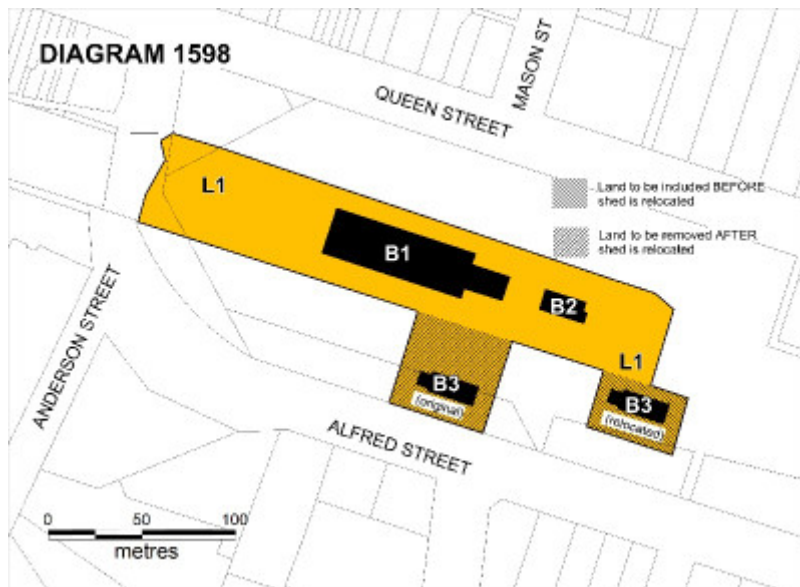 DIAGRAM 1598
QUEEN STREET
MASON ST
L1
Land to be included BEFORE
shed is relocated
Land to be removed AFTER
shed is relocated
B1
B2
ANDERSON STREET
L1
B3
(original)
B3
(relocated)
ALFRED STREET
0 50 100
metres